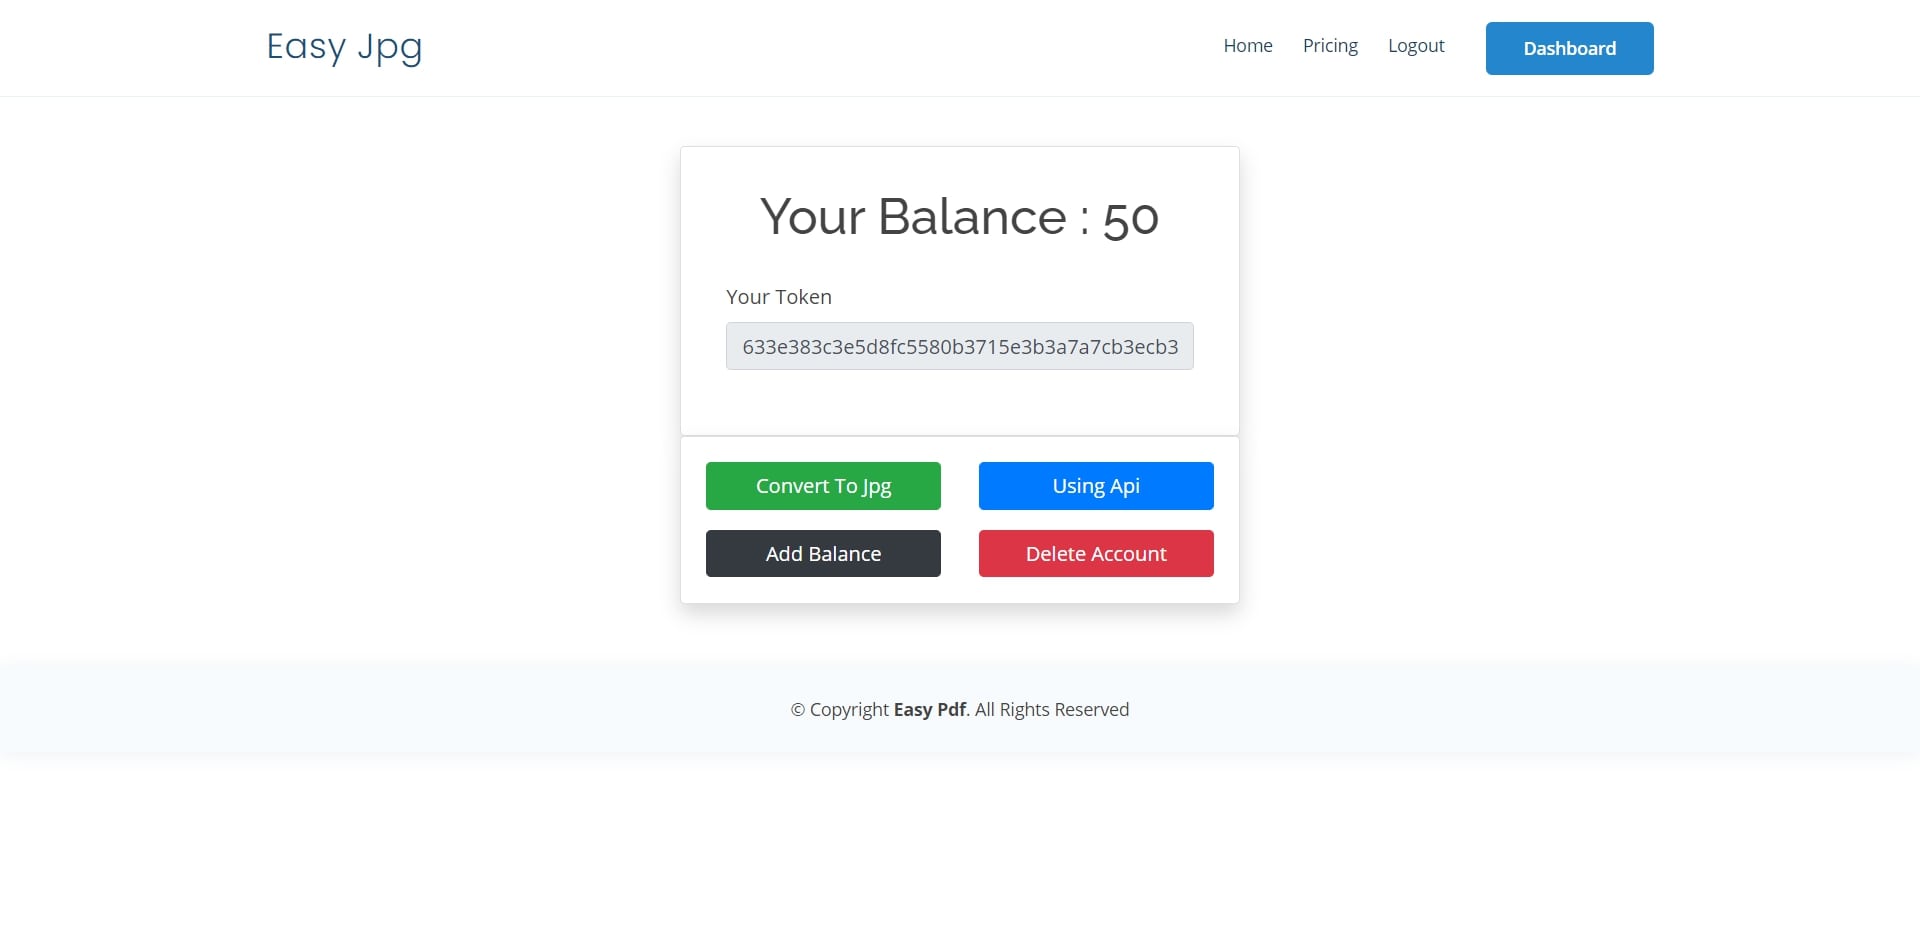 Easy Jpg
Home
Pricing
Logout
Dashboard
Your Balance : 50
Your Token
633e383c3e5d8fc5580b3715e3b3a7a7cb3ecb3
Convert To Jpg
Using Api
Add Balance
Delete Account
© Copyright Easy Pdf. All Rights Reserved